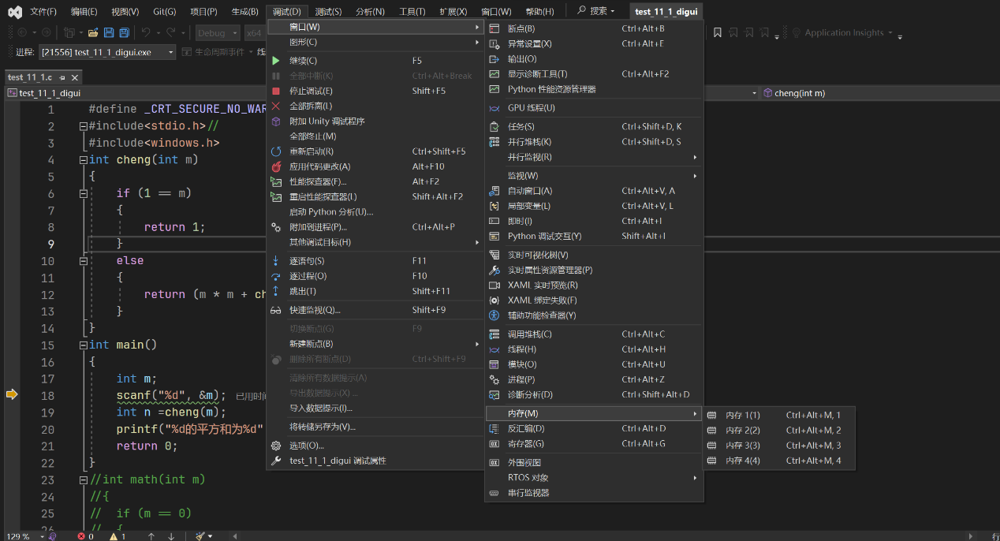 文件(F) 编辑(E) 视图(V) Git(G) 项目(P) 生成(B) 调试(D) 测试(S) 分析(N) 工具(T) 扩展(X) 窗口(W) 帮助(H) 搜索 test_11_1_digui
Debug x64 Application Insights
进程: [21556] test_11_1_digui.exe 生命周期事件 线
test_11_1.c
test_11_1_digui
cheng(int m)
1 #define _CRT_SECURE_NO_WAR
2 #include<stdio.h>//
3 #include<windows.h>
4 int cheng(int m)
5 {
6 if (1 == m)
7 {
8 return 1;
9 }
10 else
11 {
12 return (m * m + ch
13 }
14 }
15 int main()
16 {
17 int m;
18 scanf("%d", &m); 已用时间
19 int n =cheng(m);
20 printf("%d的平方和为%d"
21 return 0;
22 }
23 //int math(int m)
24 //{
25 // if (m == 0)
26 // {
129 % 0 1
窗口(W)
图形(C)
继续(C) F5
全部中断(K) Ctrl+Alt+Break
停止调试(E) Shift+F5
全部拆离(L)
附加 Unity 调试程序
全部终止(M)
重新启动(R) Ctrl+Shift+F5
应用代码更改(A) Alt+F10
性能探查器(F)... Alt+F2
重启性能探查器(L) Shift+Alt+F2
启动 Python 分析(U)...
附加到进程(P)... Ctrl+Alt+P
其他调试目标(H)
逐语句(S) F11
逐过程(O) F10
跳出(T) Shift+F11
快速监视(Q)... Shift+F9
切换断点(G) F9
新建断点(B)
删除所有断点(D) Ctrl+Shift+F9
清除所有数据提示(A)
导出数据提示(X) ...
导入数据提示(I)...
将转储另存为(V)...
选项(O)...
test_11_1_digui 调试属性
断点(B) Ctrl+Alt+B
异常设置(X) Ctrl+Alt+E
输出(O)
显示诊断工具(T) Ctrl+Alt+F2
Python 性能资源管理器
GPU 线程(U)
任务(S) Ctrl+Shift+D, K
并行堆栈(K) Ctrl+Shift+D, S
并行监视(R)
监视(W)
自动窗口(A) Ctrl+Alt+V, A
局部变量(L) Ctrl+Alt+V, L
即时(I) Ctrl+Alt+I
Python 调试交互(Y) Shift+Alt+I
实时可视化树(V)
实时属性资源管理器(P)
XAML 实时预览(R)
XAML 绑定失败(F)
辅助功能检查器(Y)
调用堆栈(C) Ctrl+Alt+C
线程(H) Ctrl+Alt+H
模块(O) Ctrl+Alt+U
进程(P) Ctrl+Alt+Z
诊断分析(D) Ctrl+Shift+Alt+D
内存(M)
反汇编(D) Ctrl+Alt+D
寄存器(G) Ctrl+Alt+G
外围视图
RTOS 对象
串行监视器
内存 1(1) Ctrl+Alt+M, 1
内存 2(2) Ctrl+Alt+M, 2
内存 3(3) Ctrl+Alt+M, 3
内存 4(4) Ctrl+Alt+M, 4
行